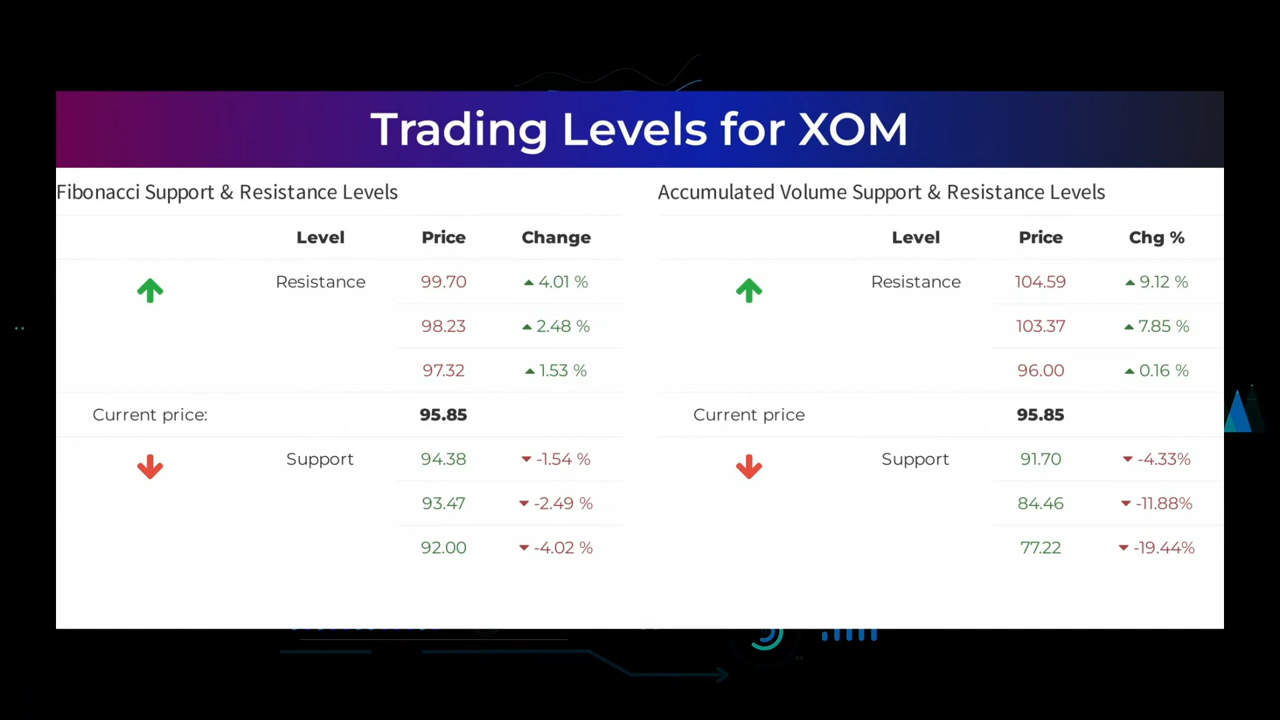 Trading Levels for XOM
Fibonacci Support & Resistance Levels
Level Price Change
Resistance 99.70 4.01 %
98.23 2.48 %
97.32 1.53 %
Current price: 95.85
Support 94.38 -1.54 %
93.47 -2.49 %
92.00 -4.02 %
Accumulated Volume Support & Resistance Levels
Level Price Chg %
Resistance 104.59 9.12 %
103.37 7.85 %
96.00 0.16 %
Current price 95.85
Support 91.70 -4.33%
84.46 -11.88%
77.22 -19.44%